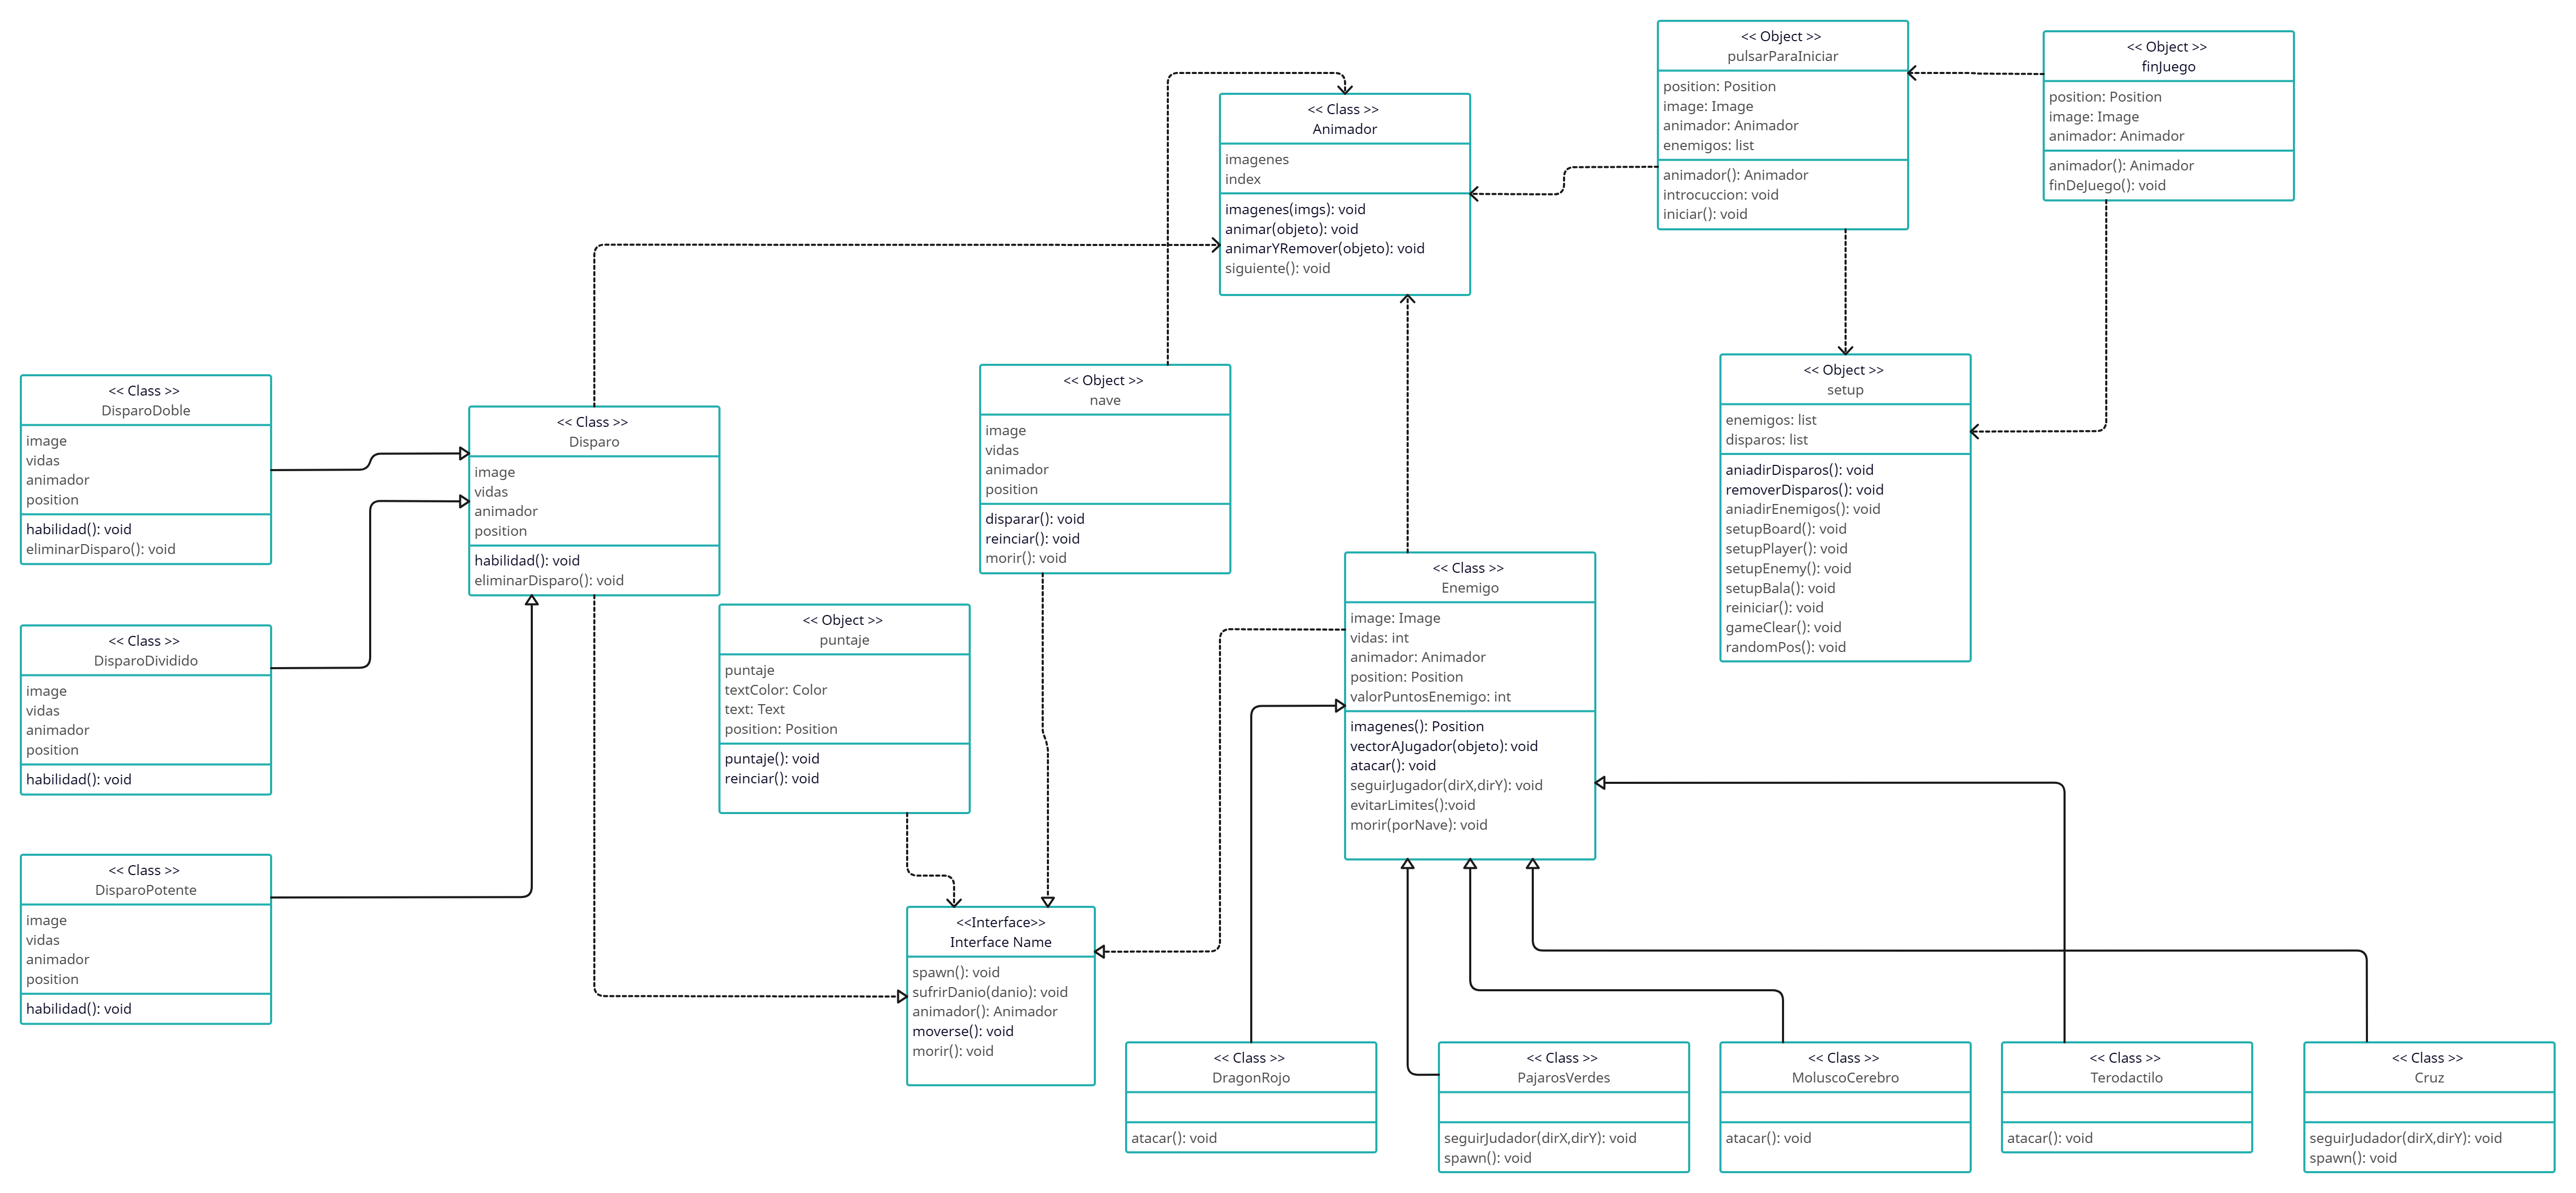 << Object >>
pulsarParaIniciar
position: Position
image: Image
animador: Animador
enemigos: list
animador(): Animador
introcuccion: void
iniciar(): void
<< Object >>
finJuego
position: Position
image: Image
animador: Animador
animador(): Animador
finDeJuego(): void
<< Class >>
Animador
imagenes
index
imagenes(imgs): void
animar(objeto): void
animarYRemover(objeto): void
siguiente(): void
<< Object >>
setup
enemigos: list
disparos: list
aniadirDisparos(): void
removerDisparos(): void
aniadirEnemigos(): void
setupBoard(): void
setupPlayer(): void
setupEnemy(): void
setupBala(): void
reiniciar(): void
gameClear(): void
randomPos(): void
<< Object >>
nave
image
vidas
animador
position
disparar(): void
reinciar(): void
morir(): void
<< Class >>
DisparoDoble
image
vidas
animador
position
habilidad(): void
eliminarDisparo(): void
<< Class >>
Disparo
image
vidas
animador
position
habilidad(): void
eliminarDisparo(): void
<< Class >>
Enemigo
image: Image
vidas: int
animador: Animador
position: Position
valorPuntosEnemigo: int
imagenes(): Position
vectorAJugador(objeto): void
atacar(): void
seguirJugador(dirX,dirY): void
evitarLimites():void
morir(porNave): void
<< Object >>
puntaje
puntaje
textColor: Color
text: Text
position: Position
puntaje(): void
reinciar(): void
<< Class >>
DisparoDividido
image
vidas
animador
position
habilidad(): void
<< Class >>
DisparoPotente
image
vidas
animador
position
habilidad(): void
<<Interface>>
Interface Name
spawn(): void
sufrirDanio(danio): void
animador(): Animador
moverse(): void
morir(): void
<< Class >>
DragonRojo
atacar(): void
<< Class >>
PajarosVerdes
seguirJudador(dirX,dirY): void
spawn(): void
<< Class >>
MoluscoCerebro
atacar(): void
<< Class >>
Terodactilo
atacar(): void
<< Class >>
Cruz
seguirJudador(dirX,dirY): void
spawn(): void